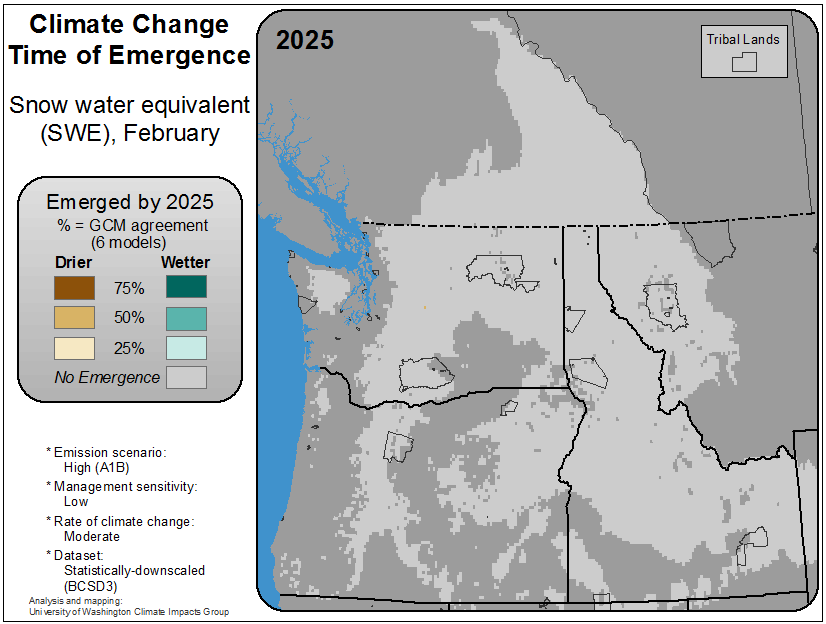 Climate Change
Time of Emergence
Snow water equivalent
(SWE), February
Emerged by 2025
% = GCM agreement
(6 models)
Drier Wetter
75%
50%
25%
No Emergence
* Emission scenario:
High (A1B)
* Management sensitivity:
Low
* Rate of climate change:
Moderate
* Dataset:
Statistically-downscaled
(BCSD3)
Analysis and mapping:
University of Washington Climate Impacts Group
2025
Tribal Lands